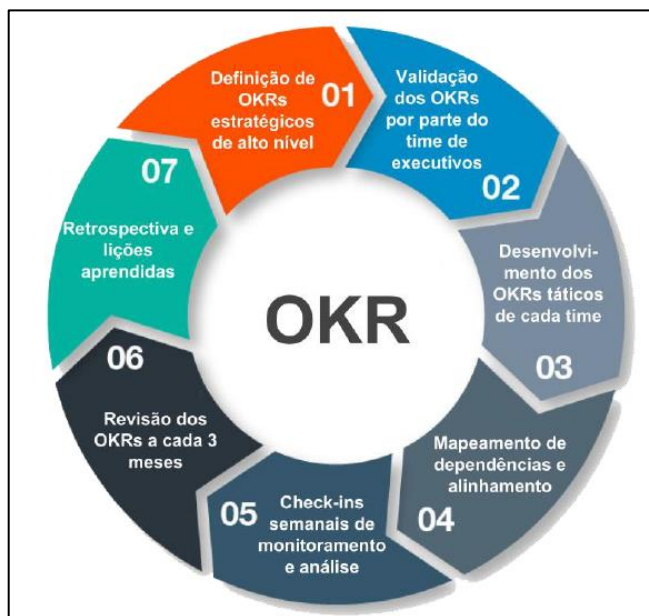 01
Definição de
OKRs
estratégicos
de alto nível
Validação
dos OKRs
por parte do
time de
executivos
02
Desenvolvi-
mento dos
OKRs táticos
de cada time
03
Mapeamento de
dependências e
alinhamento
04
05
Check-ins
semanais de
monitoramento
e análise
06
Revisão dos
OKRs a cada 3
meses
07
Retrospectiva e
lições
aprendidas
OKR